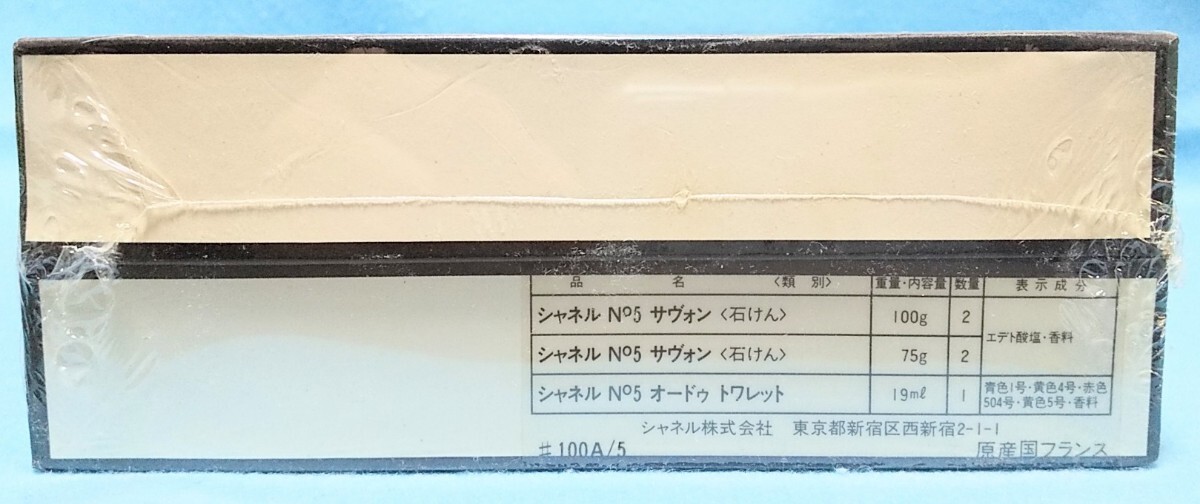 品 名 〈類 別〉 重量・内容量 数量 表 示 成 分
シャネル Nº5 サヴォン〈石けん〉 100g 2 エデト酸塩・香料
シャネル Nº5 サヴォン〈石けん〉 75g 2
シャネル Nº5 オードゥ トワレット 19ml 1 青色1号・黄色4号・赤色
504号・黄色5号・香料
シャネル株式会社 東京都新宿区西新宿2-1-1
#100A/5 原産国フランス